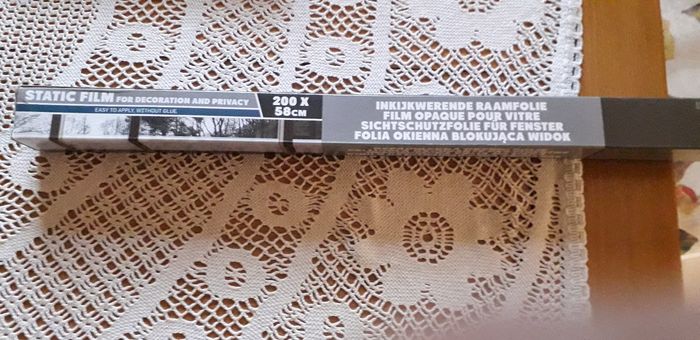 STATIC FILM FOR DECORATION AND PRIVACY
EASY TO APPLY, WITHOUT GLUE.
200 X
58CM
INKIJKWERENDE RAAMFOLIE
FILM OPAQUE POUR VITRE
SICHTSCHUTZFOLIE FÜR FENSTER
FOLIA OKIENNA BLOKUJĄCA WIDOK